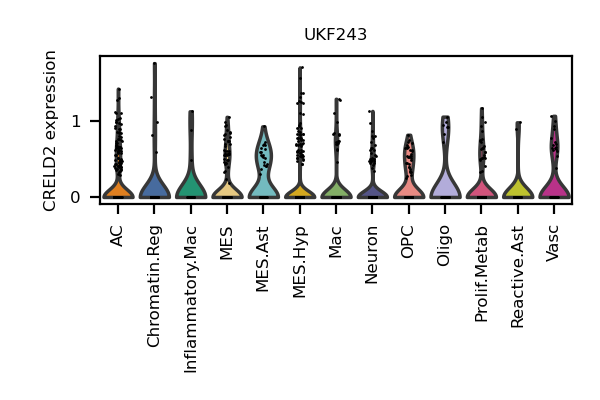 UKF243
CRELD2 expression
1
0
AC
Chromatin.Reg
Inflammatory.Mac
MES
MES.Ast
MES.Hyp
Mac
Neuron
OPC
Oligo
Prolif.Metab
Reactive.Ast
Vasc